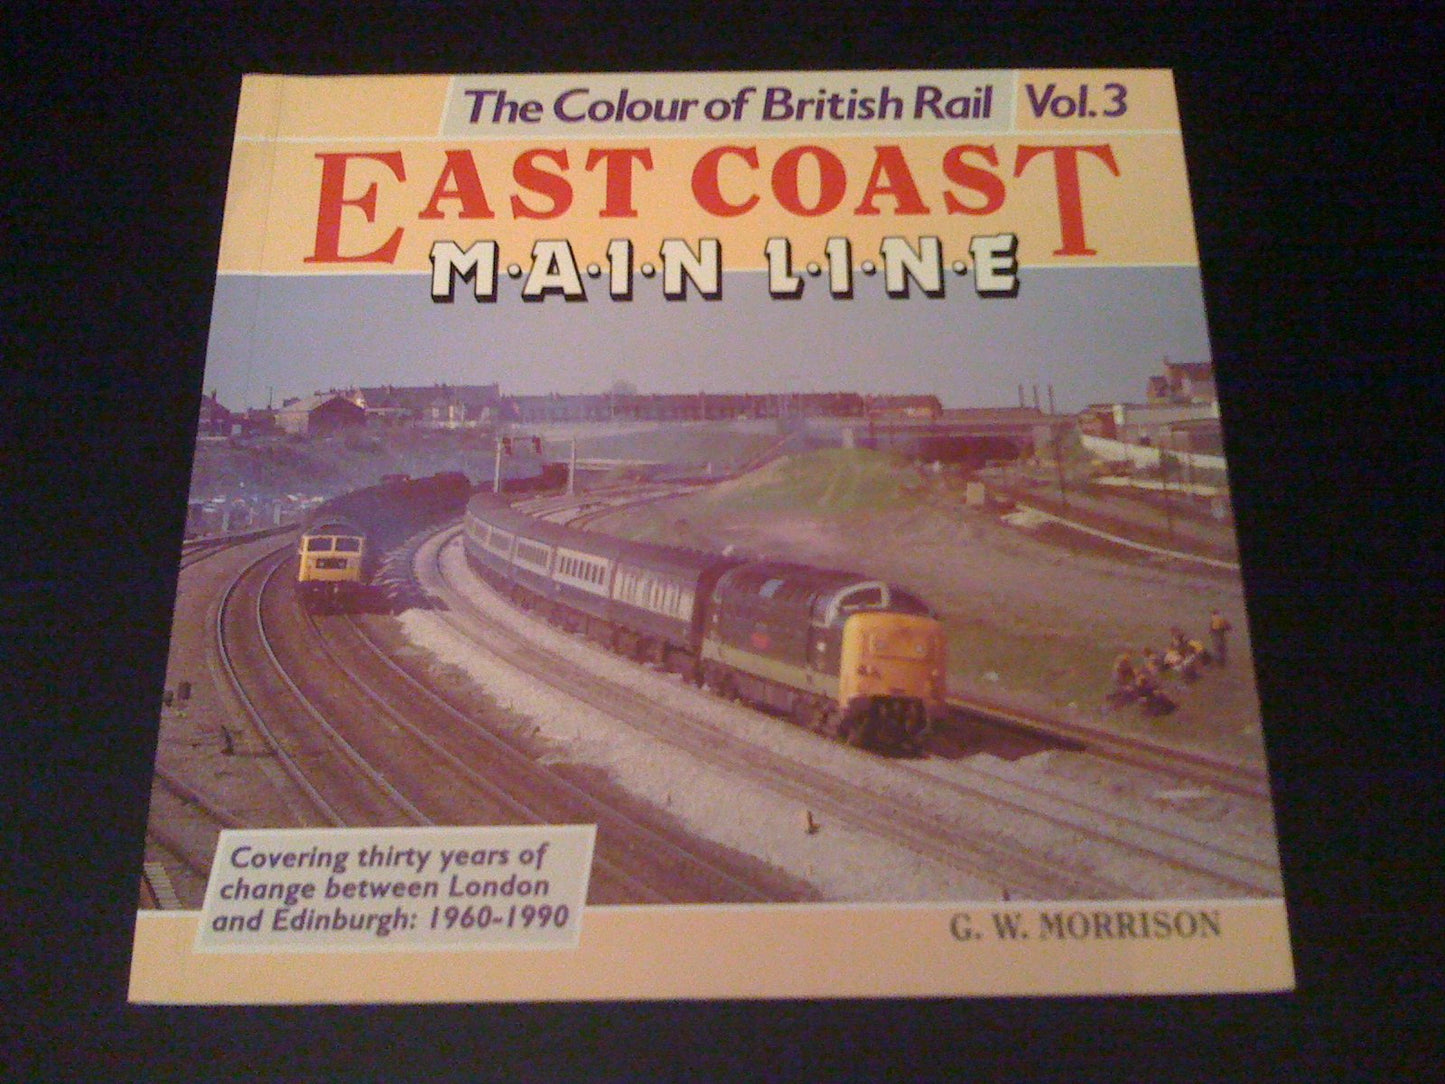 The Colour of British Rail Vol.3
EAST COAST
M·A·I·N L·I·N·E
Covering thirty years of
change between London
and Edinburgh: 1960-1990
G. W. MORRISON